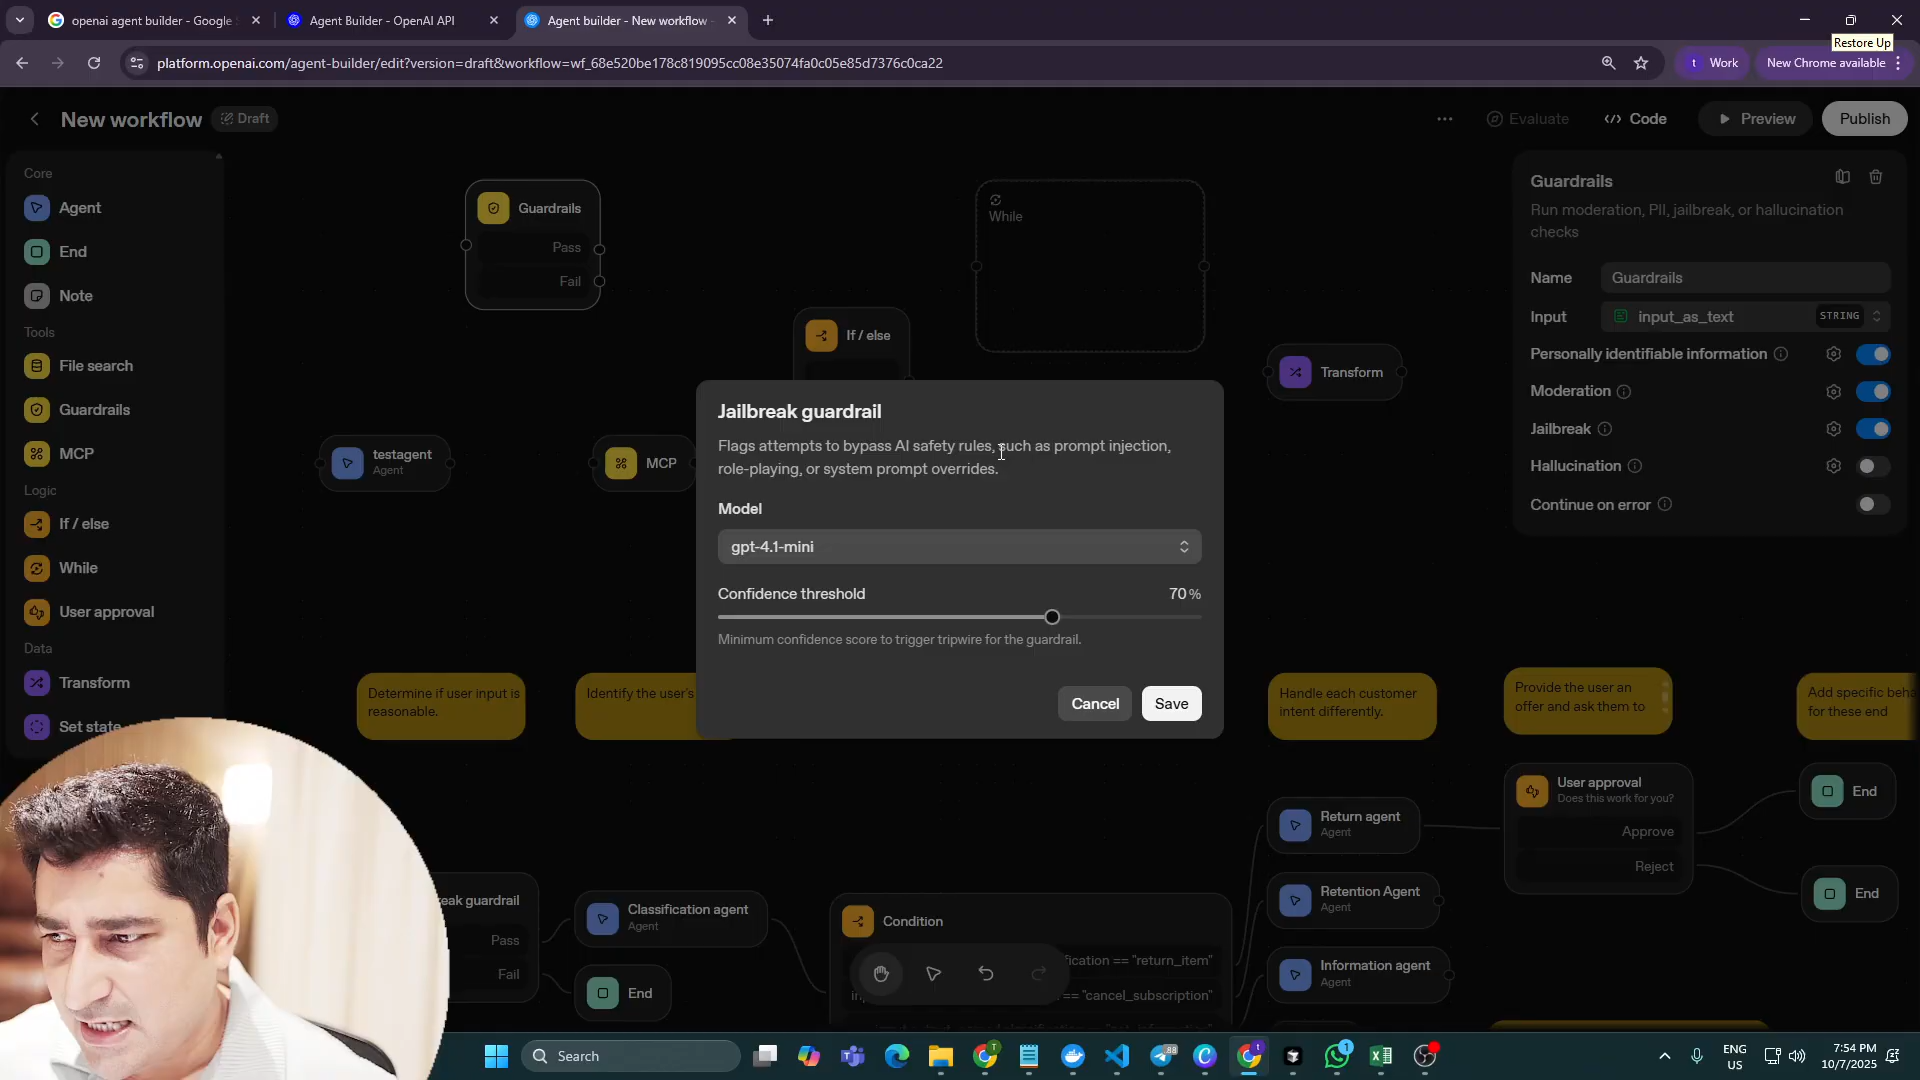 openai agent builder - Google
Agent Builder - OpenAI API
Agent builder - New workflow -
Restore Up
platform.openai.com/agent-builder/edit?version=draft&workflow=wf_68e520be178c819095cc08e35074fa0c05e85d7376c0ca22
t
Work
New Chrome available
New workflow
Draft
Evaluate
Code
Preview
Publish
Core
Agent
End
Note
Tools
File search
Guardrails
MCP
Logic
If / else
While
User approval
Data
Transform
Set state
Guardrails
Pass
Fail
While
If / else
Transform
testagent
Agent
MCP
Guardrails
Run moderation, PII, jailbreak, or hallucination
checks
Name
Guardrails
Input
input_as_text
STRING
Personally identifiable information
Moderation
Jailbreak
Hallucination
Continue on error
Jailbreak guardrail
Flags attempts to bypass AI safety rules, such as prompt injection,
role-playing, or system prompt overrides.
Model
gpt-4.1-mini
Confidence threshold
70 %
Minimum confidence score to trigger tripwire for the guardrail.
Cancel
Save
Determine if user input is
reasonable.
Identify the user's
Handle each customer
intent differently.
Provide the user an
offer and ask them to
Add specific beha
for these end
eak guardrail
Pass
Fail
Classification agent
Agent
End
Condition
fication == "return_item"
== "cancel_subscription"
Return agent
Agent
Retention Agent
Agent
Information agent
Agent
User approval
Does this work for you?
Approve
Reject
End
End
Search
88
1
ENG
US
7:54 PM
10/7/2025